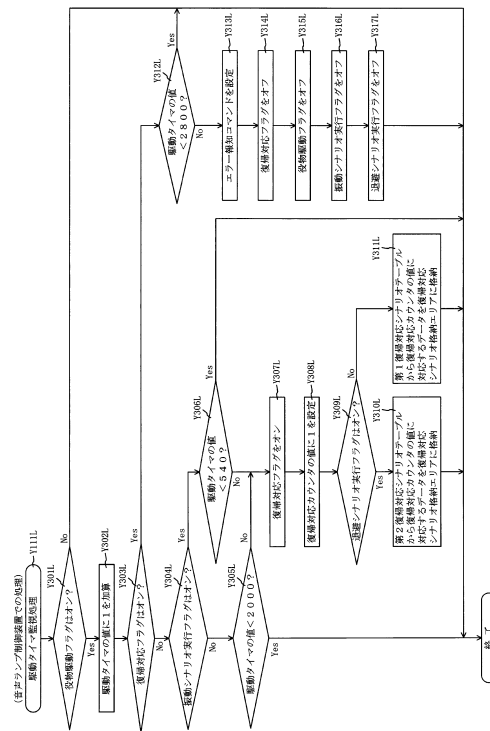 (音声ランプ制御装置での処理)
駆動タイマ監視処理
Y111L
Y301L
役物駆動フラグはオン?
No
Yes
Y302L
駆動タイマの値に1を加算
Y303L
復帰対応フラグはオン?
Yes
No
Y304L
振動シナリオ実行フラグはオン?
Yes
No
Y305L
駆動タイマの値<2000?
No
Yes
Y306L
駆動タイマの値
<540?
Yes
No
Y307L
復帰対応フラグをオン
Y308L
復帰対応カウンタの値に1を設定
Y309L
退避シナリオ実行フラグはオン?
No
Yes
Y310L
第2復帰対応シナリオテーブル
から復帰対応カウンタの値に
対応するデータを復帰対応
シナリオ格納エリアに格納
Y311L
第1復帰対応シナリオテーブル
から復帰対応カウンタの値に
対応するデータを復帰対応
シナリオ格納エリアに格納
Y312L
駆動タイマの値
<2800?
Yes
No
Y313L
エラー報知コマンドを設定
Y314L
復帰対応フラグをオフ
Y315L
役物駆動フラグをオフ
Y316L
振動シナリオ実行フラグをオフ
Y317L
退避シナリオ実行フラグをオフ
終了